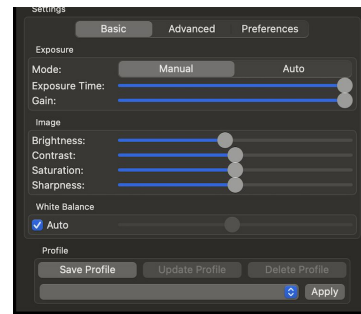 Settings
Basic Advanced Preferences
Exposure
Mode: Manual Auto
Exposure Time:
Gain:
Image
Brightness:
Contrast:
Saturation:
Sharpness:
White Balance
Auto
Profile
Save Profile Update Profile Delete Profile
Apply